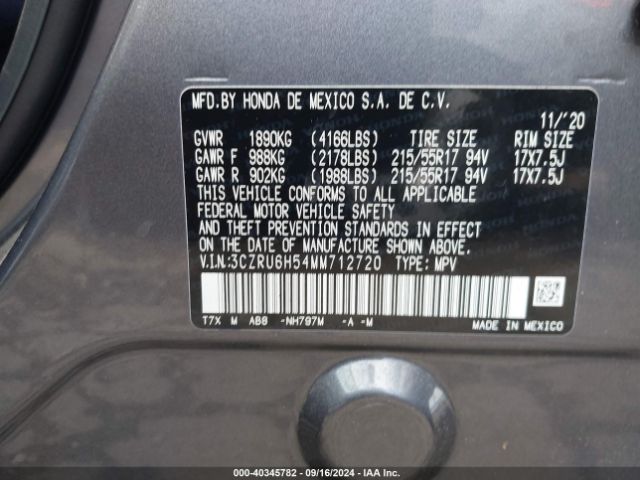 MFD.BY HONDA DE MEXICO S.A. DE C.V.
11/'20
GVWR 1890KG (4166LBS) TIRE SIZE RIM SIZE
GAWR F 988KG (2178LBS) 215/55R17 94V 17X7.5J
GAWR R 902KG (1988LBS) 215/55R17 94V 17X7.5J
THIS VEHICLE CONFORMS TO ALL APPLICABLE
FEDERAL MOTOR VEHICLE SAFETY
AND THEFT PREVENTION STANDARDS IN EFFECT
ON THE DATE OF MANUFACTURE SHOWN ABOVE.
V.I.N:3CZRU6H54MM712720 TYPE: MPV
T7X M AB8 -NH797M -A -M
MADE IN MEXICO
000-40345782 - 09/16/2024 - IAA Inc.